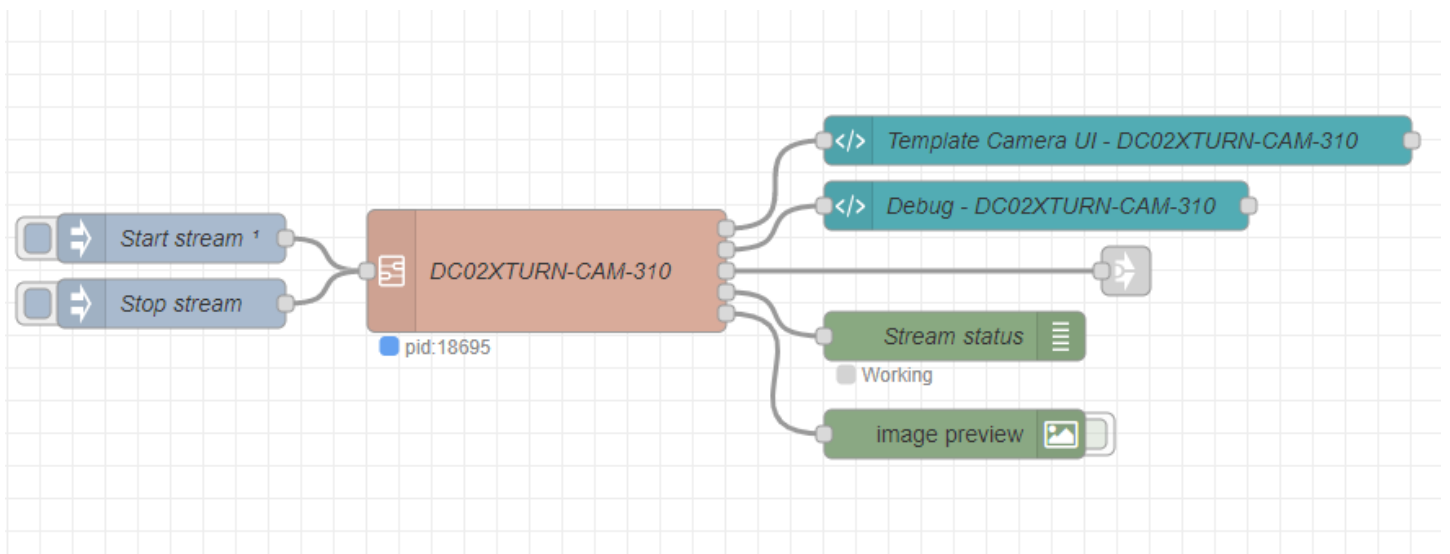 Start stream ¹
Stop stream
DC02XTURN-CAM-310
pid:18695
</> Template Camera UI - DC02XTURN-CAM-310
</> Debug - DC02XTURN-CAM-310
Stream status
Working
image preview